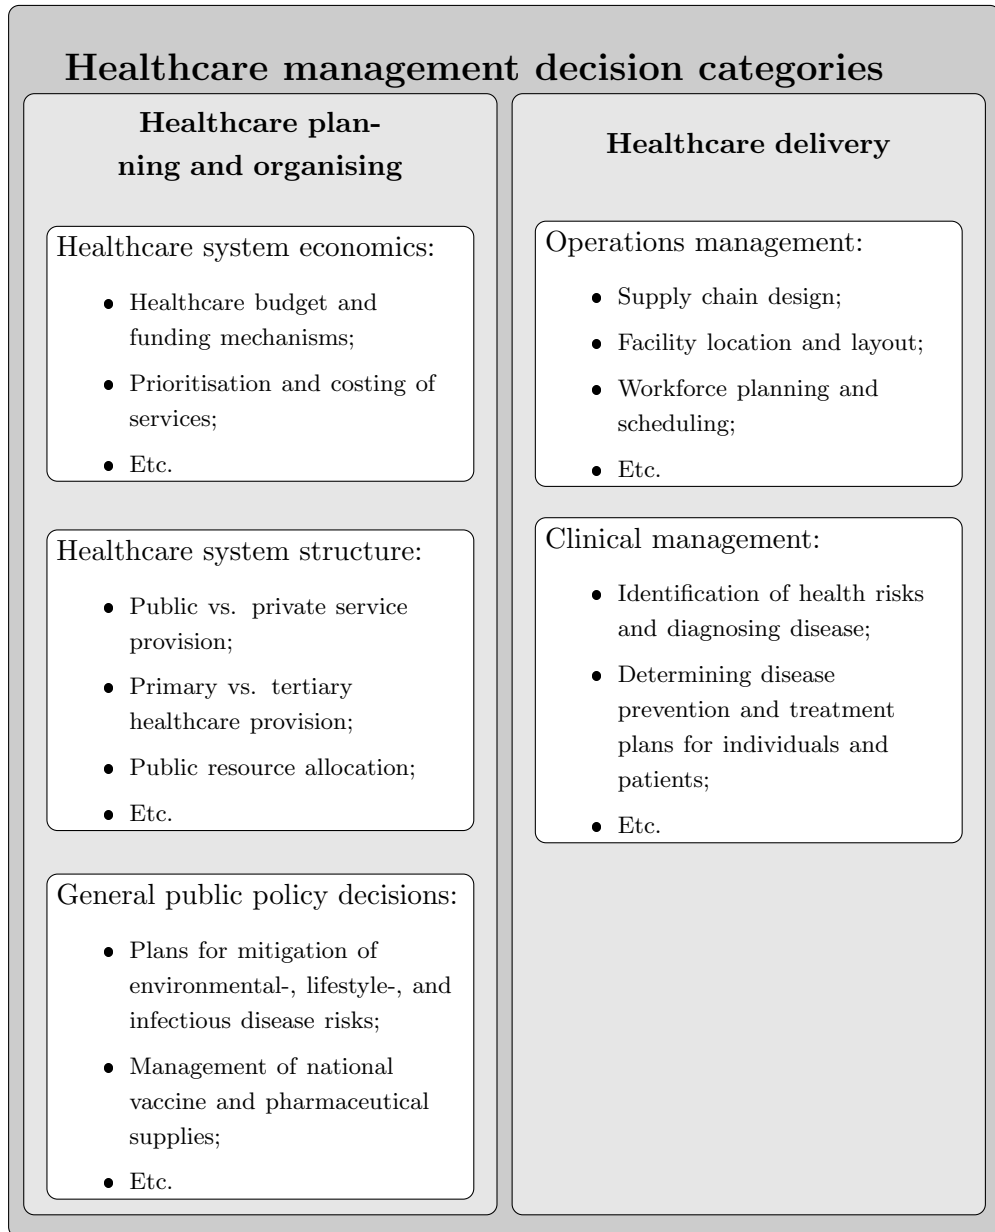 Healthcare management decision categories
Healthcare plan-
ning and organising
Healthcare system economics:
• Healthcare budget and
funding mechanisms;
• Prioritisation and costing of
services;
• Etc.
Healthcare system structure:
• Public vs. private service
provision;
• Primary vs. tertiary
healthcare provision;
• Public resource allocation;
• Etc.
General public policy decisions:
• Plans for mitigation of
environmental-, lifestyle-, and
infectious disease risks;
• Management of national
vaccine and pharmaceutical
supplies;
• Etc.
Healthcare delivery
Operations management:
• Supply chain design;
• Facility location and layout;
• Workforce planning and
scheduling;
• Etc.
Clinical management:
• Identification of health risks
and diagnosing disease;
• Determining disease
prevention and treatment
plans for individuals and
patients;
• Etc.